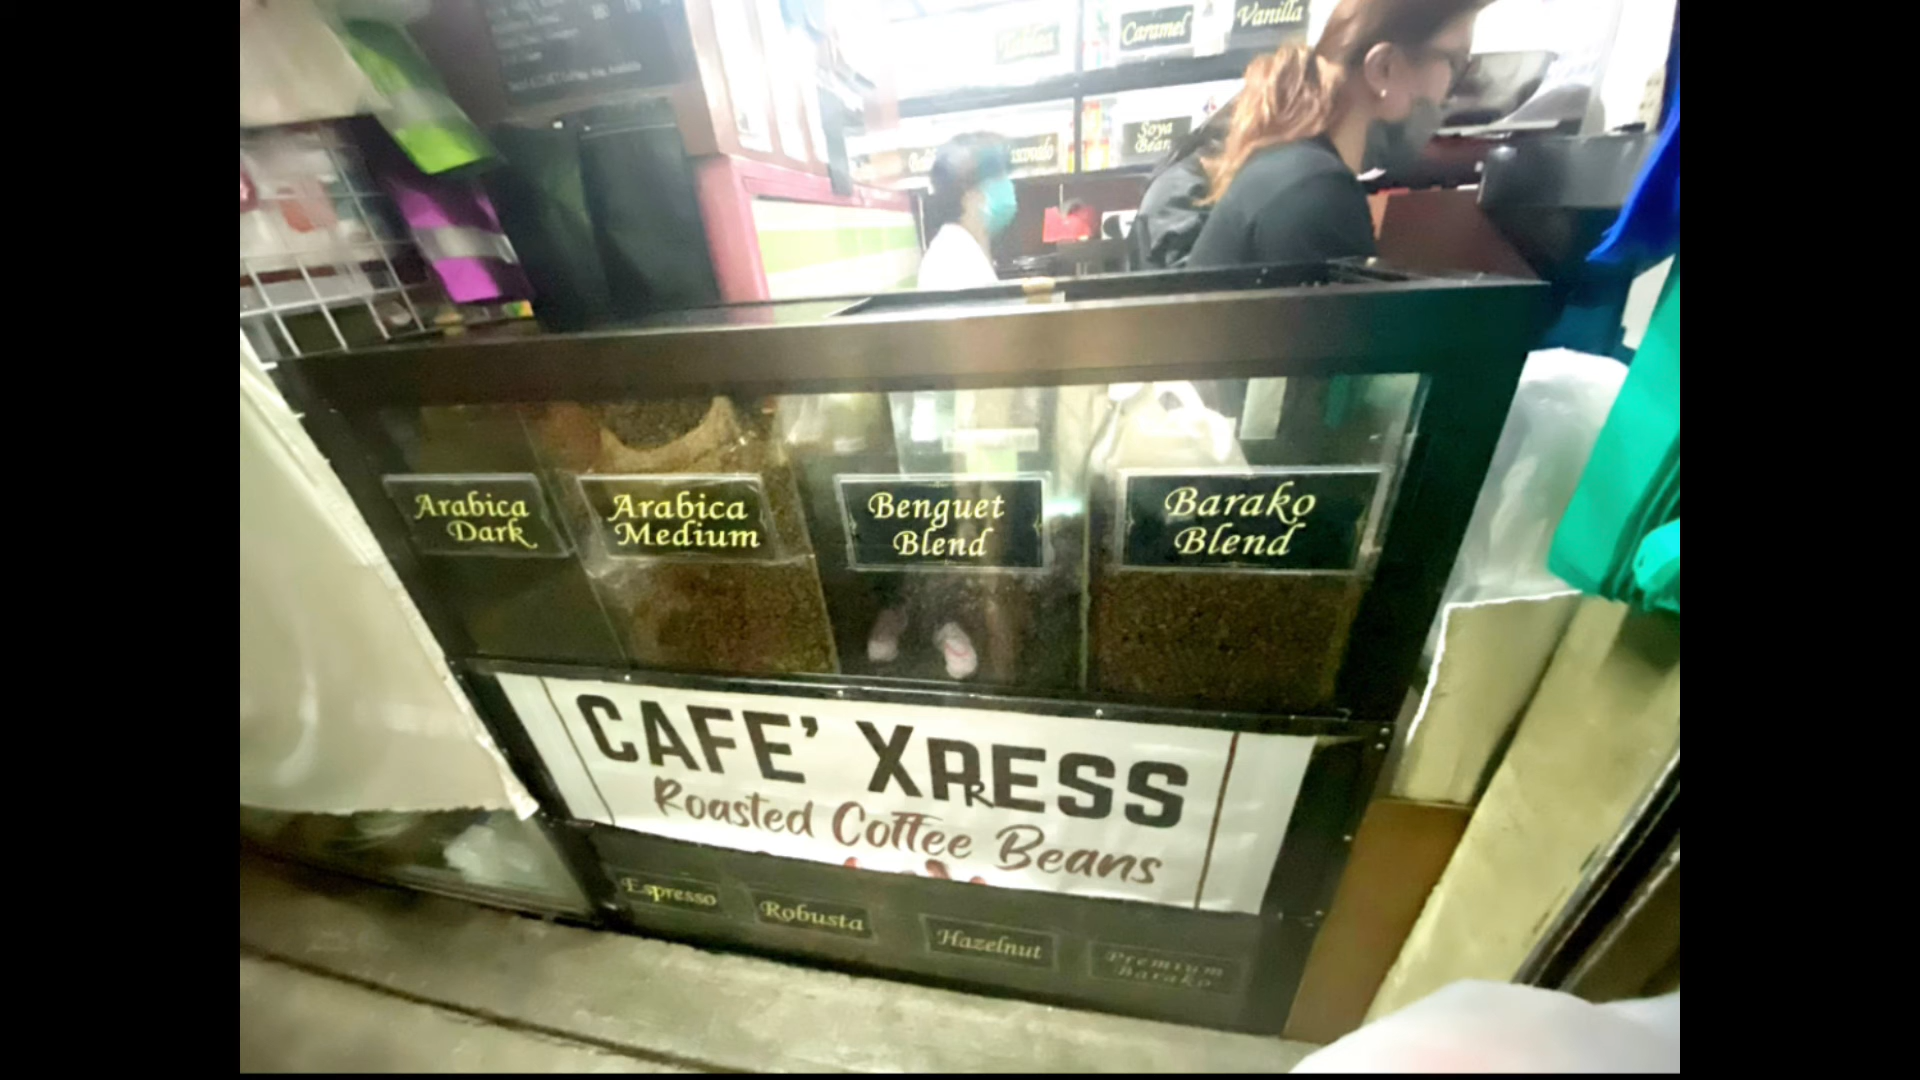 Caramel
Vanilla
Soya
Bean
Arabica
Dark
Arabica
Medium
Benguet
Blend
Barako
Blend
CAFE' XPRESS
Roasted Coffee Beans
Espresso
Robusta
Hazelnut
Premium
Barako